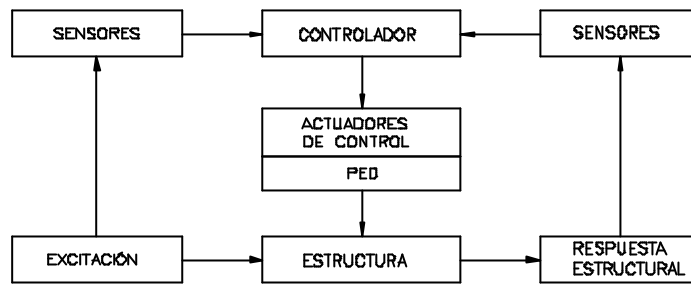 SENSORES
CONTROLADOR
SENSORES
ACTUADORES
DE CONTROL
PED
EXCITACIÓN
ESTRUCTURA
RESPUESTA
ESTRUCTURAL